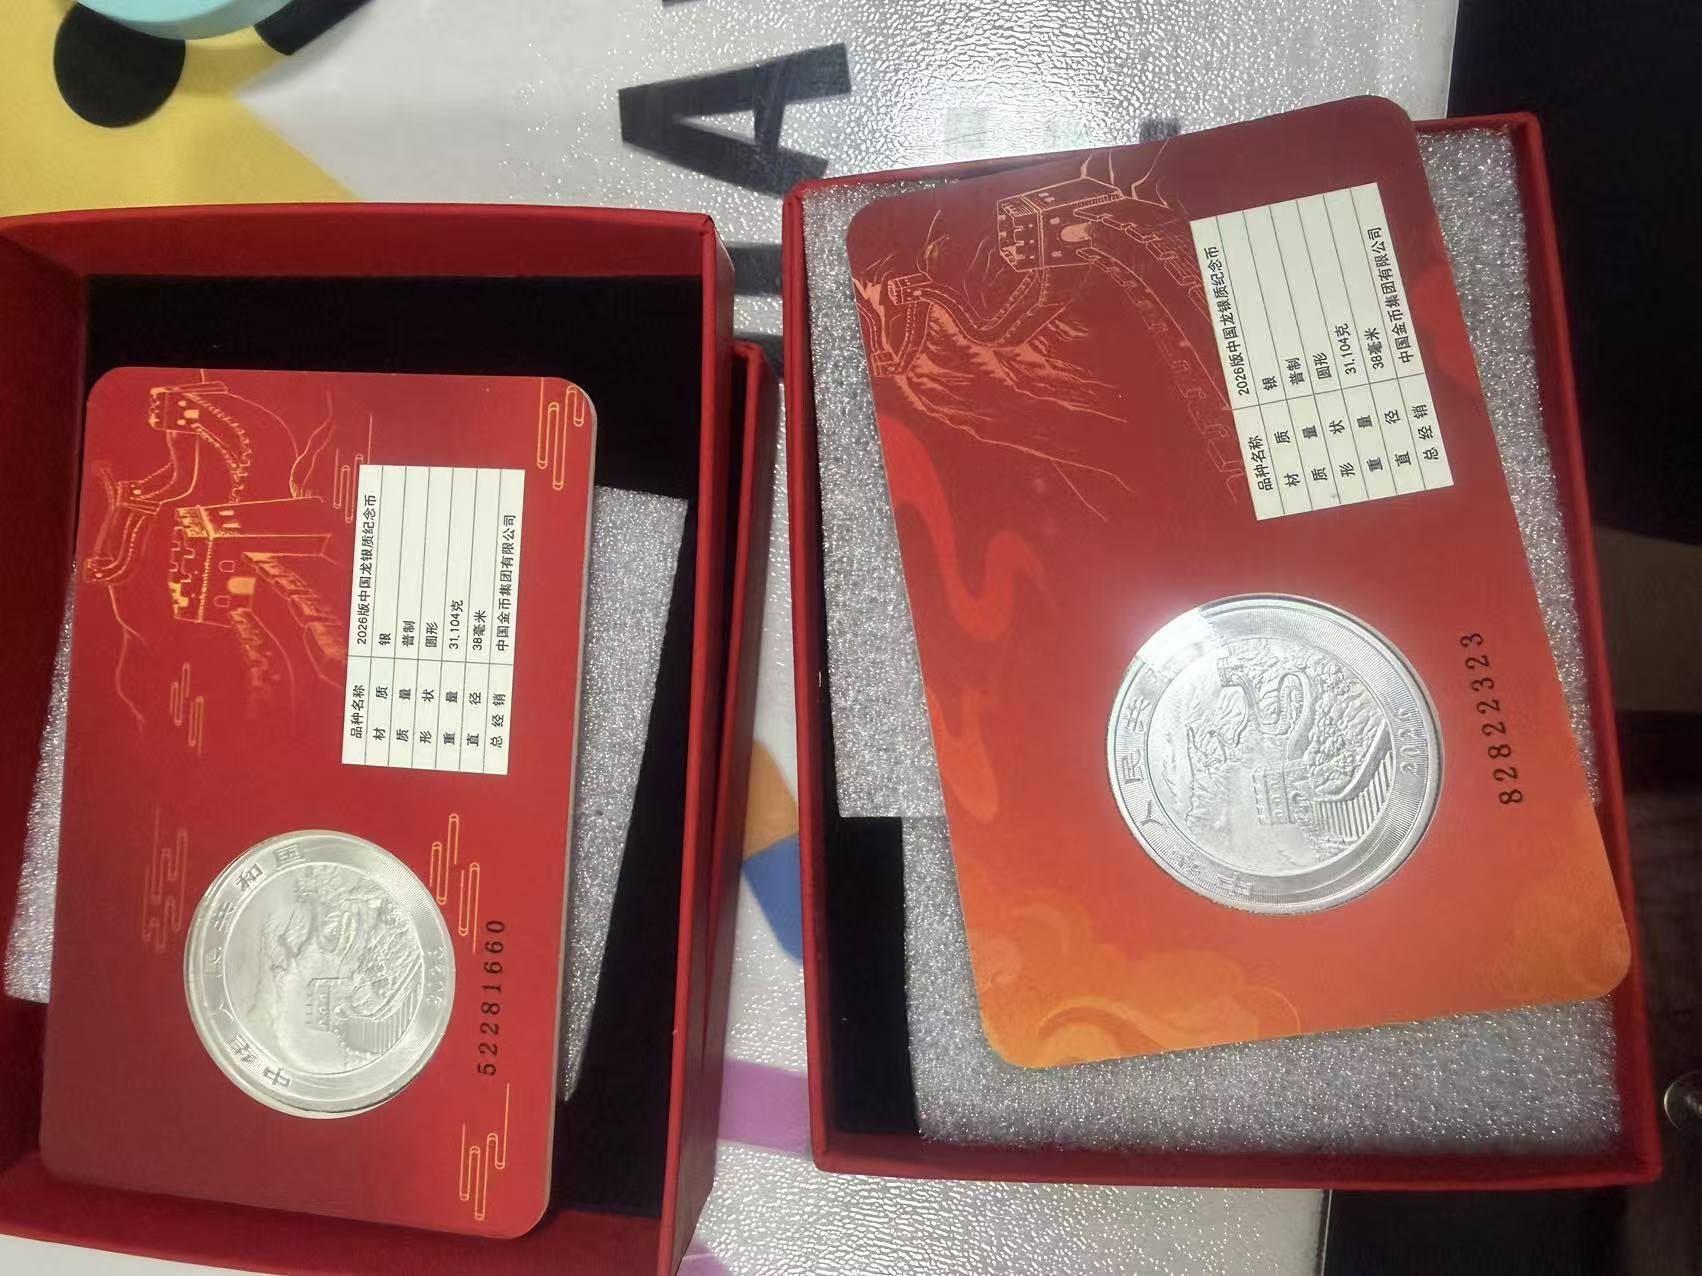 品种名称 2026版中国龙银质纪念币
材质 银
质量 普制
形状 圆形
重量 31.104克
直径 38毫米
总经销 中国金币集团有限公司
中华人民共和国
52281660
品种名称 2026版中国龙银质纪念币
材质 银
质量 普制
形状 圆形
重量 31.104克
直径 38毫米
总经销 中国金币集团有限公司
中华人民共
2026
82822323
A